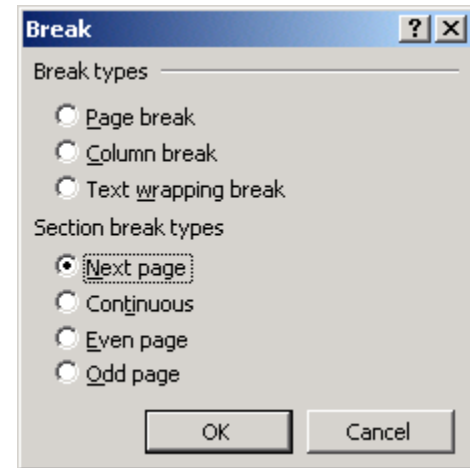 Break
Break types
Page break
Column break
Text wrapping break
Section break types
Next page
Continuous
Even page
Odd page
OK Cancel